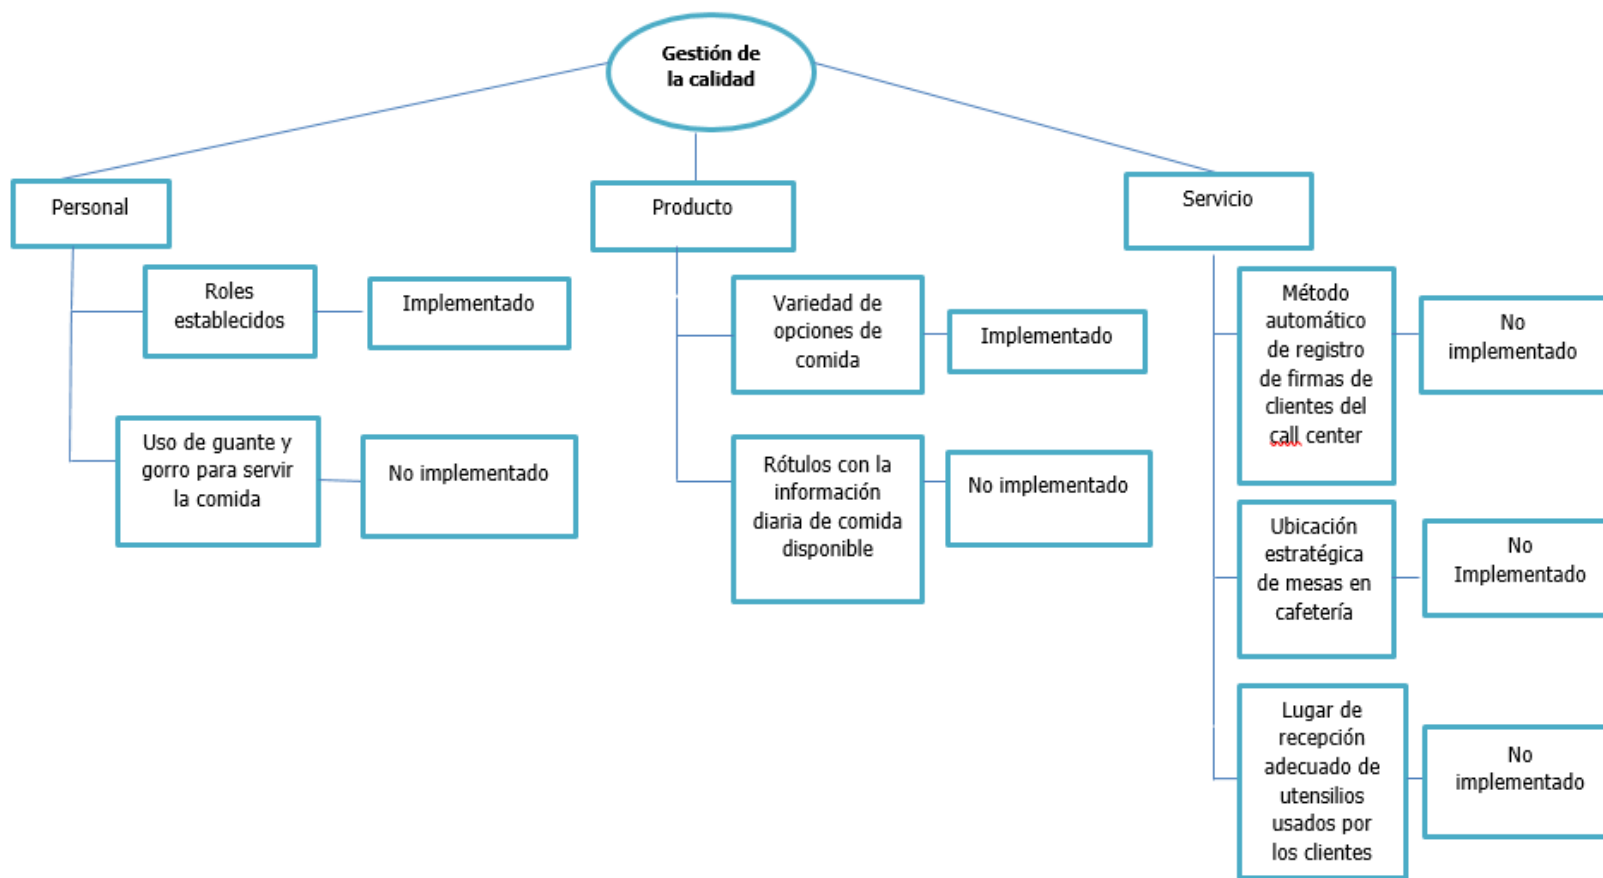 Gestión de
la calidad
Personal
Producto
Servicio
Roles
establecidos
Implementado
Uso de guante y
gorro para servir
la comida
No implementado
Variedad de
opciones de
comida
Implementado
Rótulos con la
información
diaria de comida
disponible
No implementado
Método
automático
de registro
de firmas de
clientes del
call center
No
implementado
Ubicación
estratégica
de mesas en
cafetería
No
Implementado
Lugar de
recepción
adecuado de
utensilios
usados por
los clientes
No
implementado